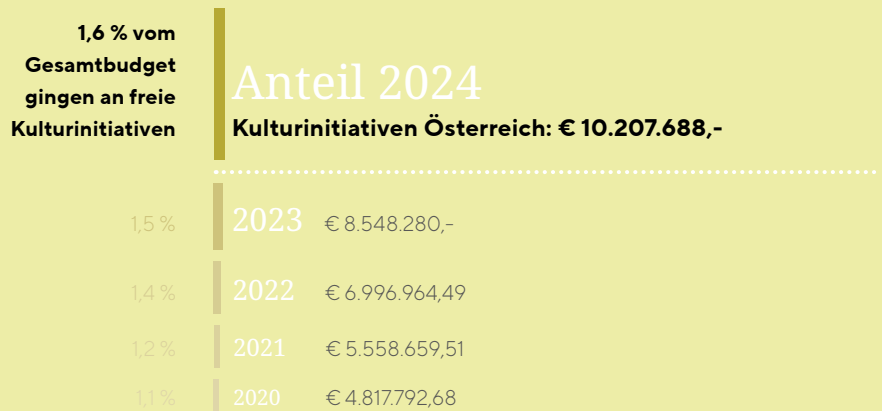 1,6 % vom
Gesamtbudget
gingen an freie
Kulturinitiativen
Anteil 2024
Kulturinitiativen Österreich: € 10.207.688,-
1,5 % 2023 € 8.548.280,-
1,4 % 2022 € 6.996.964,49
1,2 % 2021 € 5.558.659,51
1,1 % 2020 € 4.817.792,68